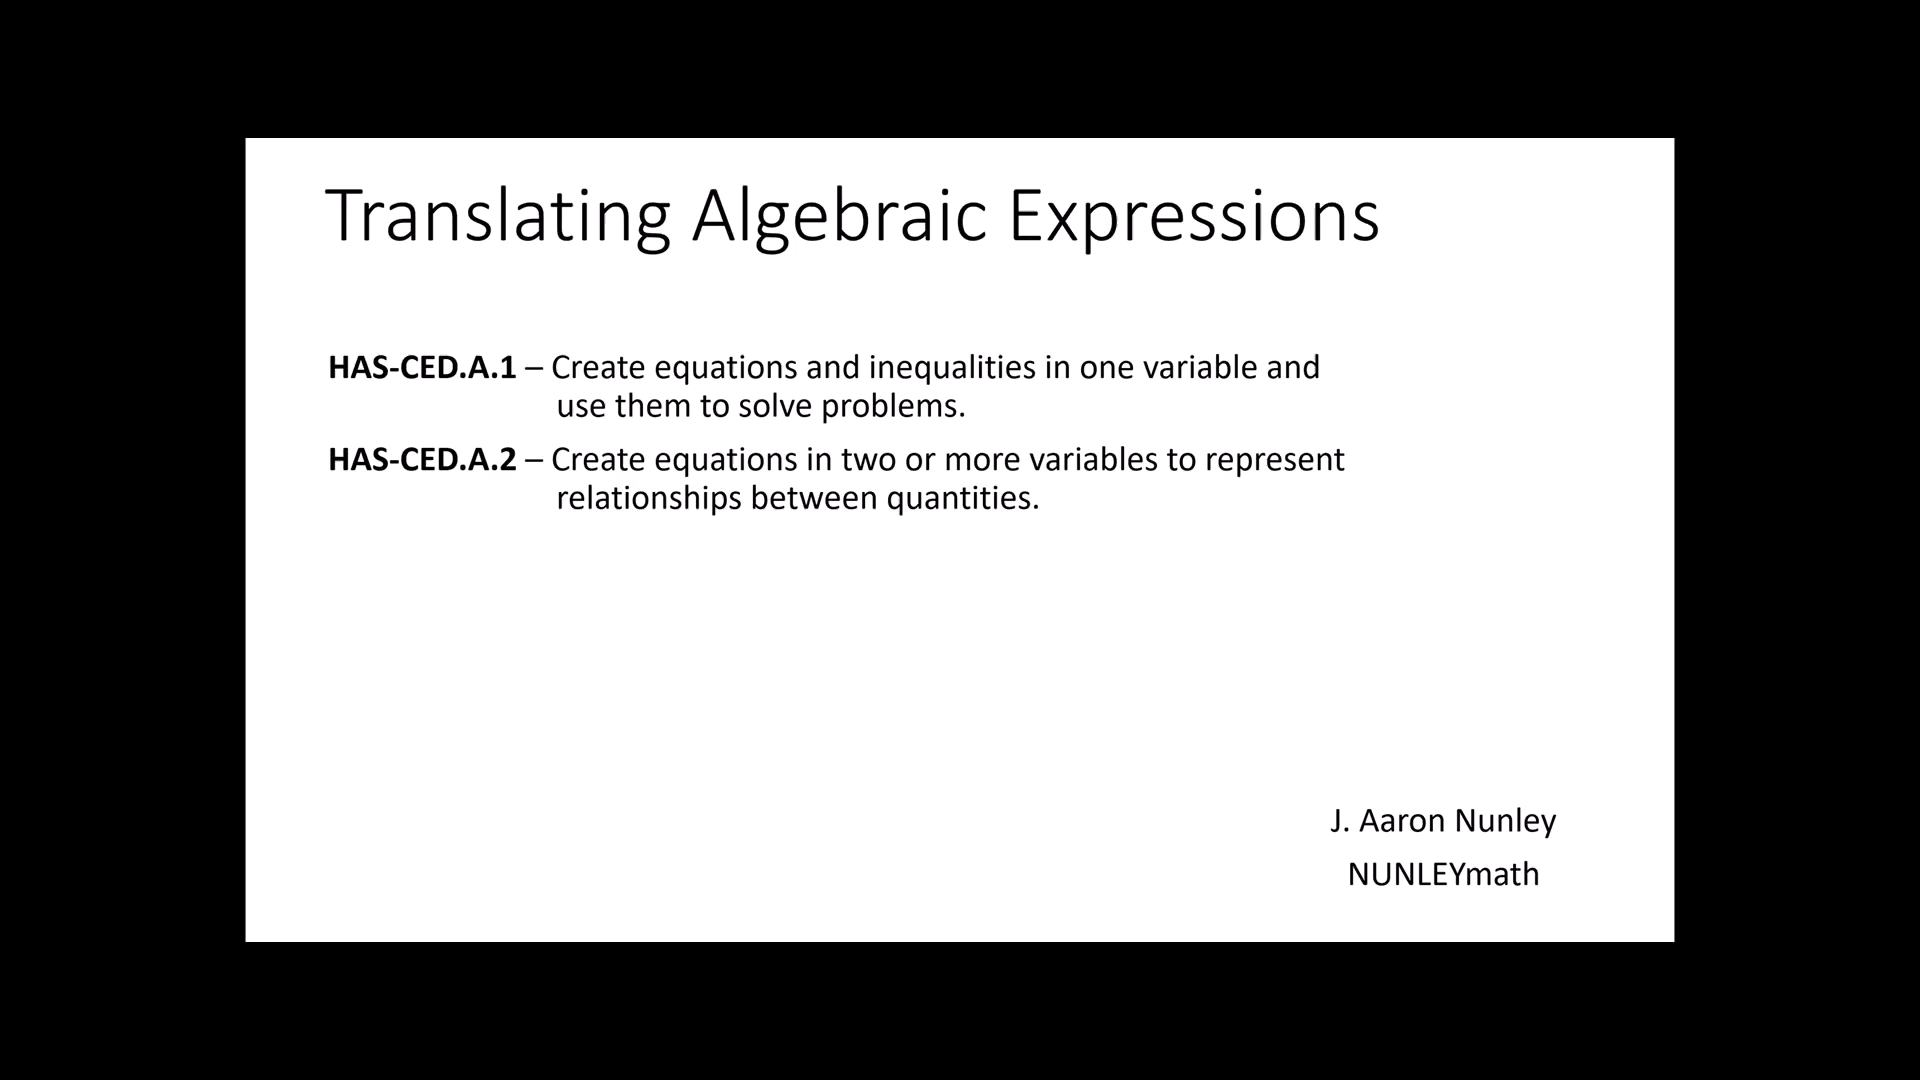 Translating Algebraic Expressions
HAS-CED.A.1 – Create equations and inequalities in one variable and
use them to solve problems.
HAS-CED.A.2 – Create equations in two or more variables to represent
relationships between quantities.
J. Aaron Nunley
NUNLEYmath